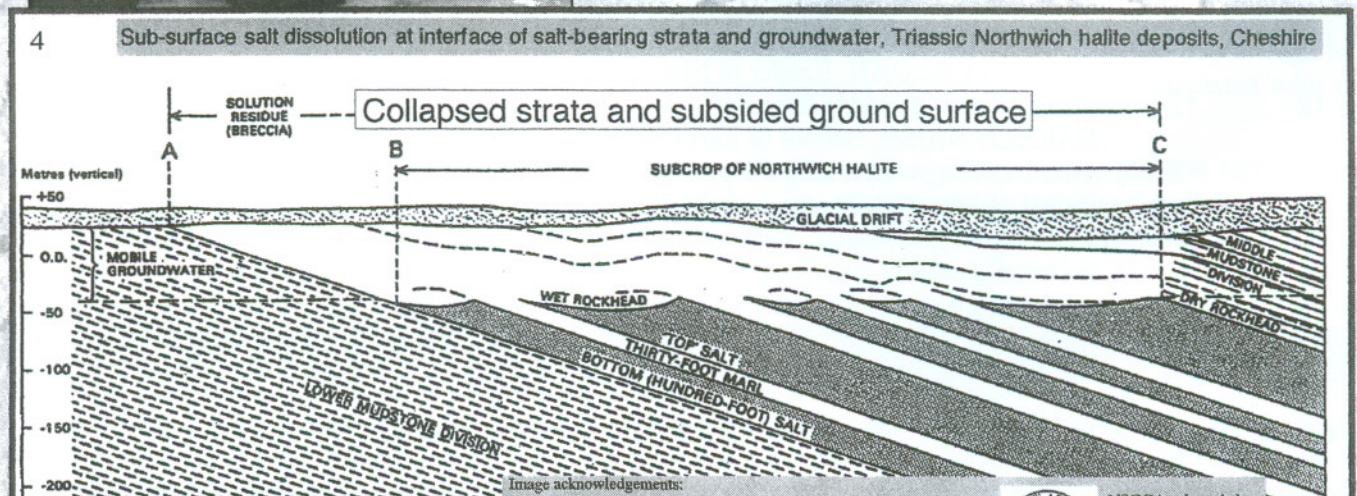 4
Sub-surface salt dissolution at interface of salt-bearing strata and groundwater, Triassic Northwich halite deposits, Cheshire
SOLUTION
RESIDUE
(BRECCIA)
Collapsed strata and subsided ground surface
A
B
C
SUBCROP OF NORTHWICH HALITE
Metres (vertical)
+50
GLACIAL DRIFT
MOBILE
GROUNDWATER
O.D.
MIDDLE
MUDSTONE
DIVISION
WET ROCKHEAD
DRY ROCKHEAD
-50
TOP SALT
THIRTY-FOOT MARL
BOTTOM (HUNDRED-FOOT) SALT
-100
LOWER MUDSTONE DIVISION
-150
-200
Image acknowledgements: